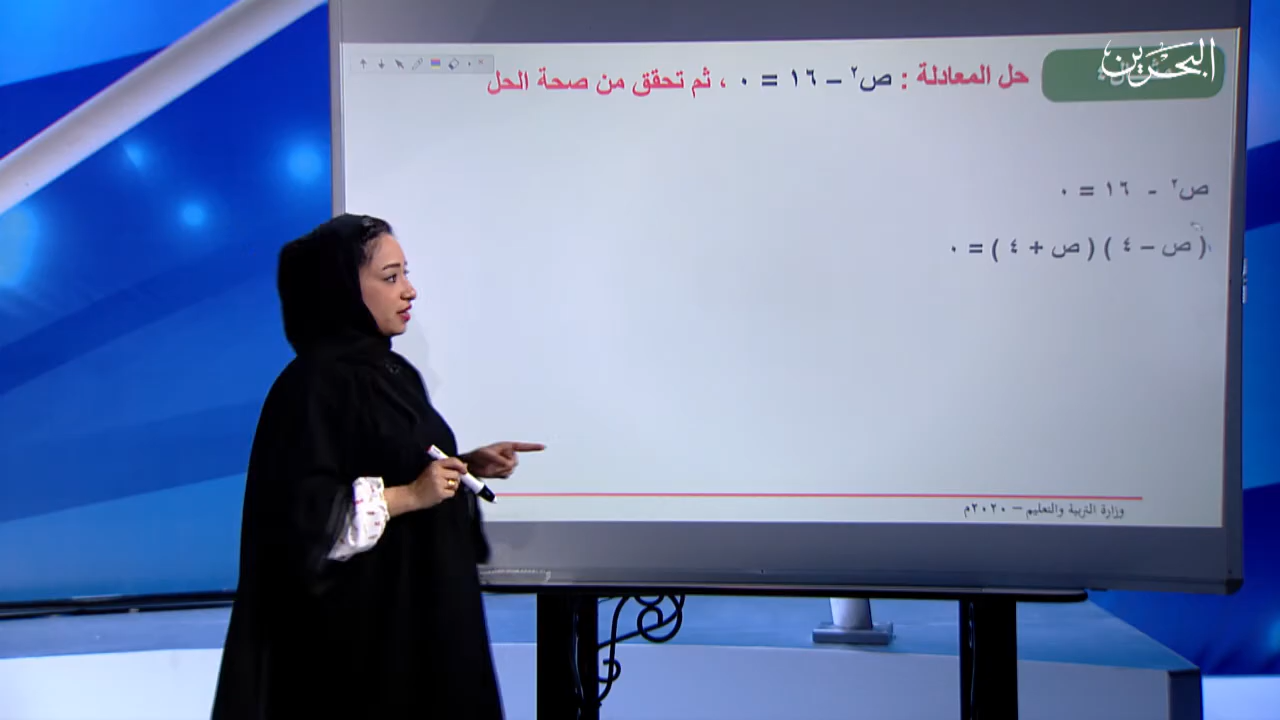 البحرين
حل المعادلة : ص٢ – ١٦ = ٠ ، ثم تحقق من صحة الحل
ص٢ - ١٦ = ٠
( ص – ٤ ) ( ص + ٤ ) = ٠
وزارة التربية والتعليم – ٢٠٢٠م